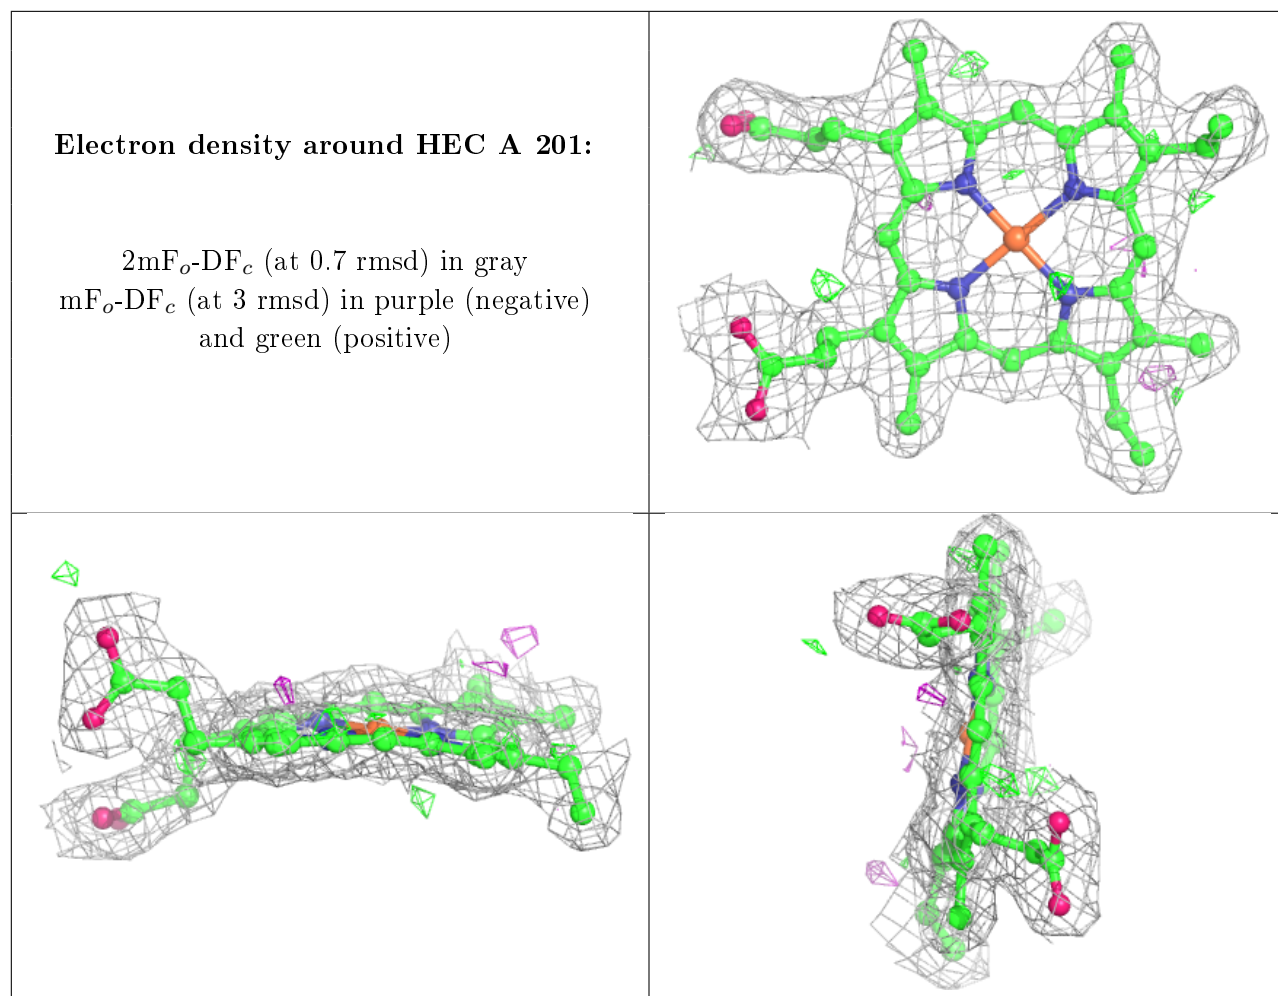 Electron density around HEC A 201:
2mFₒ-DF𝒸 (at 0.7 rmsd) in gray
mFₒ-DF𝒸 (at 3 rmsd) in purple (negative)
and green (positive)